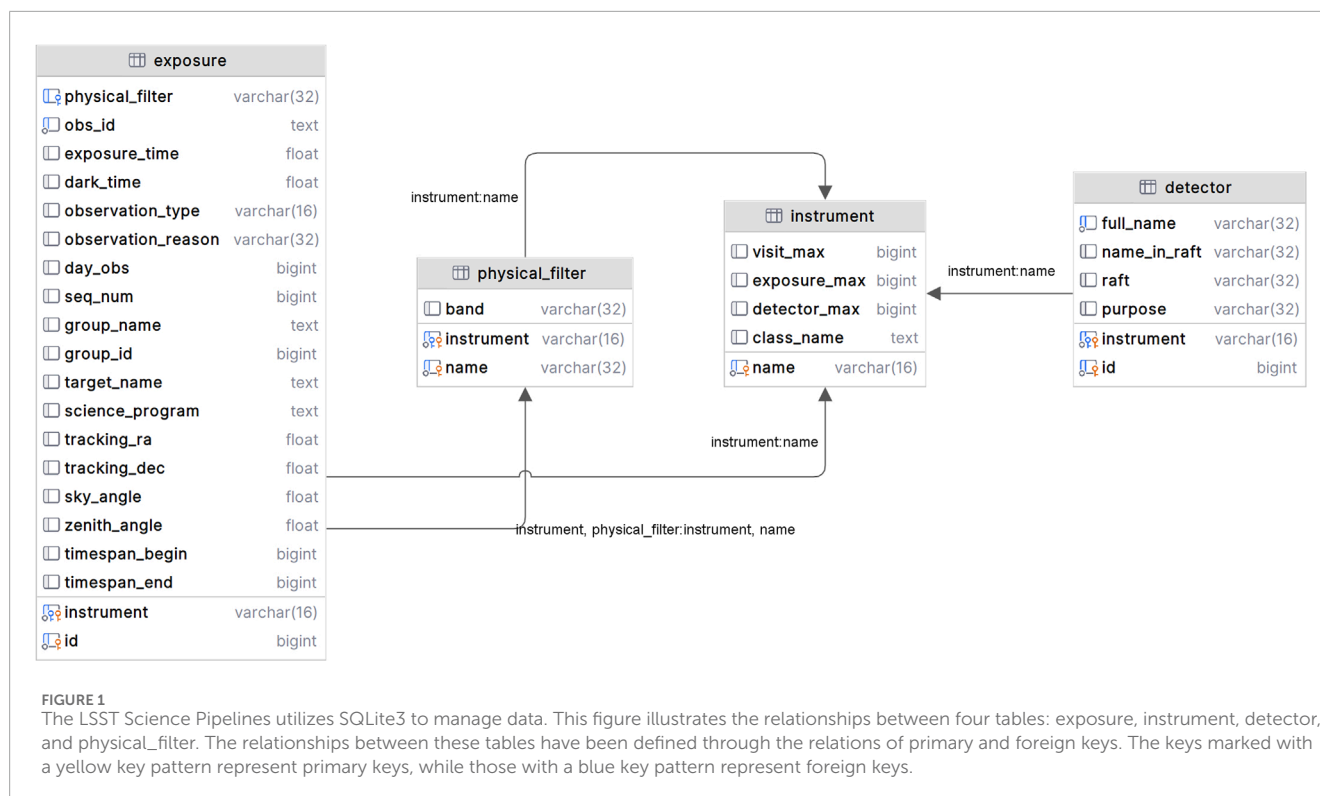 exposure
physical_filter varchar(32)
obs_id text
exposure_time float
dark_time float
observation_type varchar(16)
observation_reason varchar(32)
day_obs bigint
seq_num bigint
group_name text
group_id bigint
target_name text
science_program text
tracking_ra float
tracking_dec float
sky_angle float
zenith_angle float
timespan_begin bigint
timespan_end bigint
instrument varchar(16)
id bigint
instrument:name
physical_filter
band varchar(32)
instrument varchar(16)
name varchar(32)
instrument
visit_max bigint
exposure_max bigint
detector_max bigint
class_name text
name varchar(16)
instrument:name
detector
full_name varchar(32)
name_in_raft varchar(32)
raft varchar(32)
purpose varchar(32)
instrument varchar(16)
id bigint
instrument:name
instrument, physical_filter:instrument, name
FIGURE 1
The LSST Science Pipelines utilizes SQLite3 to manage data. This figure illustrates the relationships between four tables: exposure, instrument, detector,
and physical_filter. The relationships between these tables have been defined through the relations of primary and foreign keys. The keys marked with
a yellow key pattern represent primary keys, while those with a blue key pattern represent foreign keys.